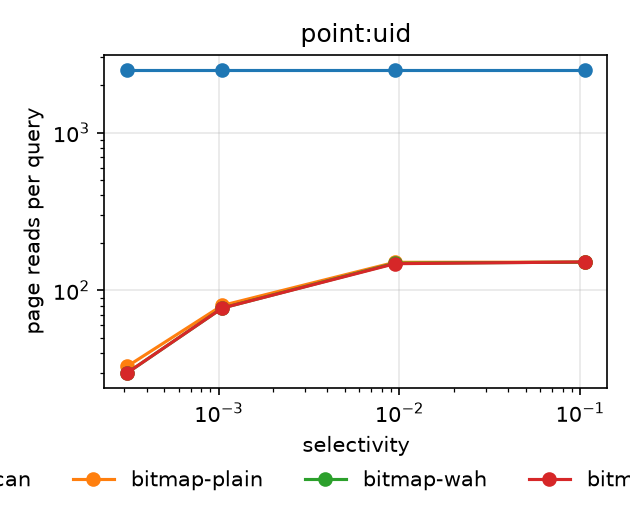 point:uid
page reads per query
10³
10²
10⁻³ 10⁻² 10⁻¹
selectivity
can bitmap-plain bitmap-wah bitm